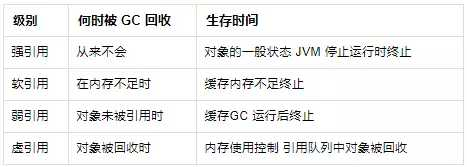 级别 何时被 GC 回收 生存时间
强引用 从来不会 对象的一般状态 JVM 停止运行时终止
软引用 在内存不足时 缓存内存不足终止
弱引用 对象未被引用时 缓存GC 运行后终止
虚引用 对象被回收时 内存使用控制 引用队列中对象被回收